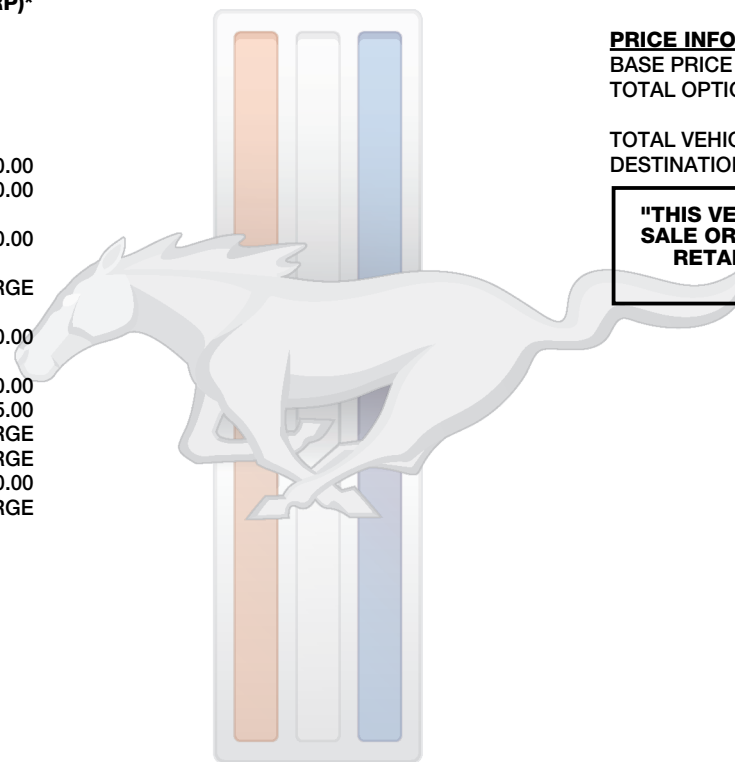 RP)*
0.00
0.00
0.00
RGE
0.00
0.00
5.00
RGE
RGE
0.00
RGE
PRICE INFO
BASE PRICE
TOTAL OPTIO
TOTAL VEHIC
DESTINATION
"THIS VE
SALE OR
RETAI